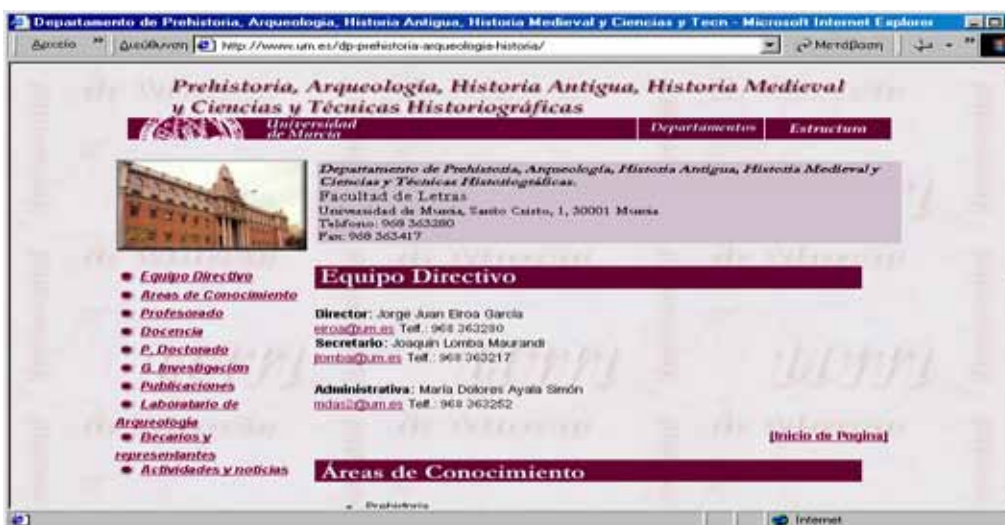 Departamento de Prehistoria, Arqueología, Historia Antigua, Historia Medieval y Ciencias y Tecn - Microsoft Internet Explorer
Αρχείο » Διεύθυνση http://www.um.es/dp-prehistoria-arqueologia-historia/ Μετάβαση »
Prehistoria, Arqueología, Historia Antigua, Historia Medieval
y Ciencias y Técnicas Historiográficas
Universidad
de Murcia
Departamentos Estructura
Departamento de Prehistoria, Arqueología, Historia Antigua, Historia Medieval y
Ciencias y Técnicas Historiográficas.
Facultad de Letras
Universidad de Murcia, Santo Cristo, 1, 30001 Murcia
Teléfono: 968 363280
Fax: 968 363417
Equipo Directivo
Areas de Conocimiento
Profesorado
Docencia
P. Doctorado
G. Investigacion
Publicaciones
Laboratorio de
Arqueología
Becarios y
representantes
Actividades y noticias
Equipo Directivo
Director: Jorge Juan Eiroa García
eiroa@um.es Telf.: 968 363280
Secretario: Joaquín Lomba Maurandi
jlomba@um.es Telf.: 968 363217
Administrativa: María Dolores Ayala Simón
mdas2@um.es Telf.: 968 363252
[Inicio de Pagina]
Áreas de Conocimiento
Prehistoria
Internet